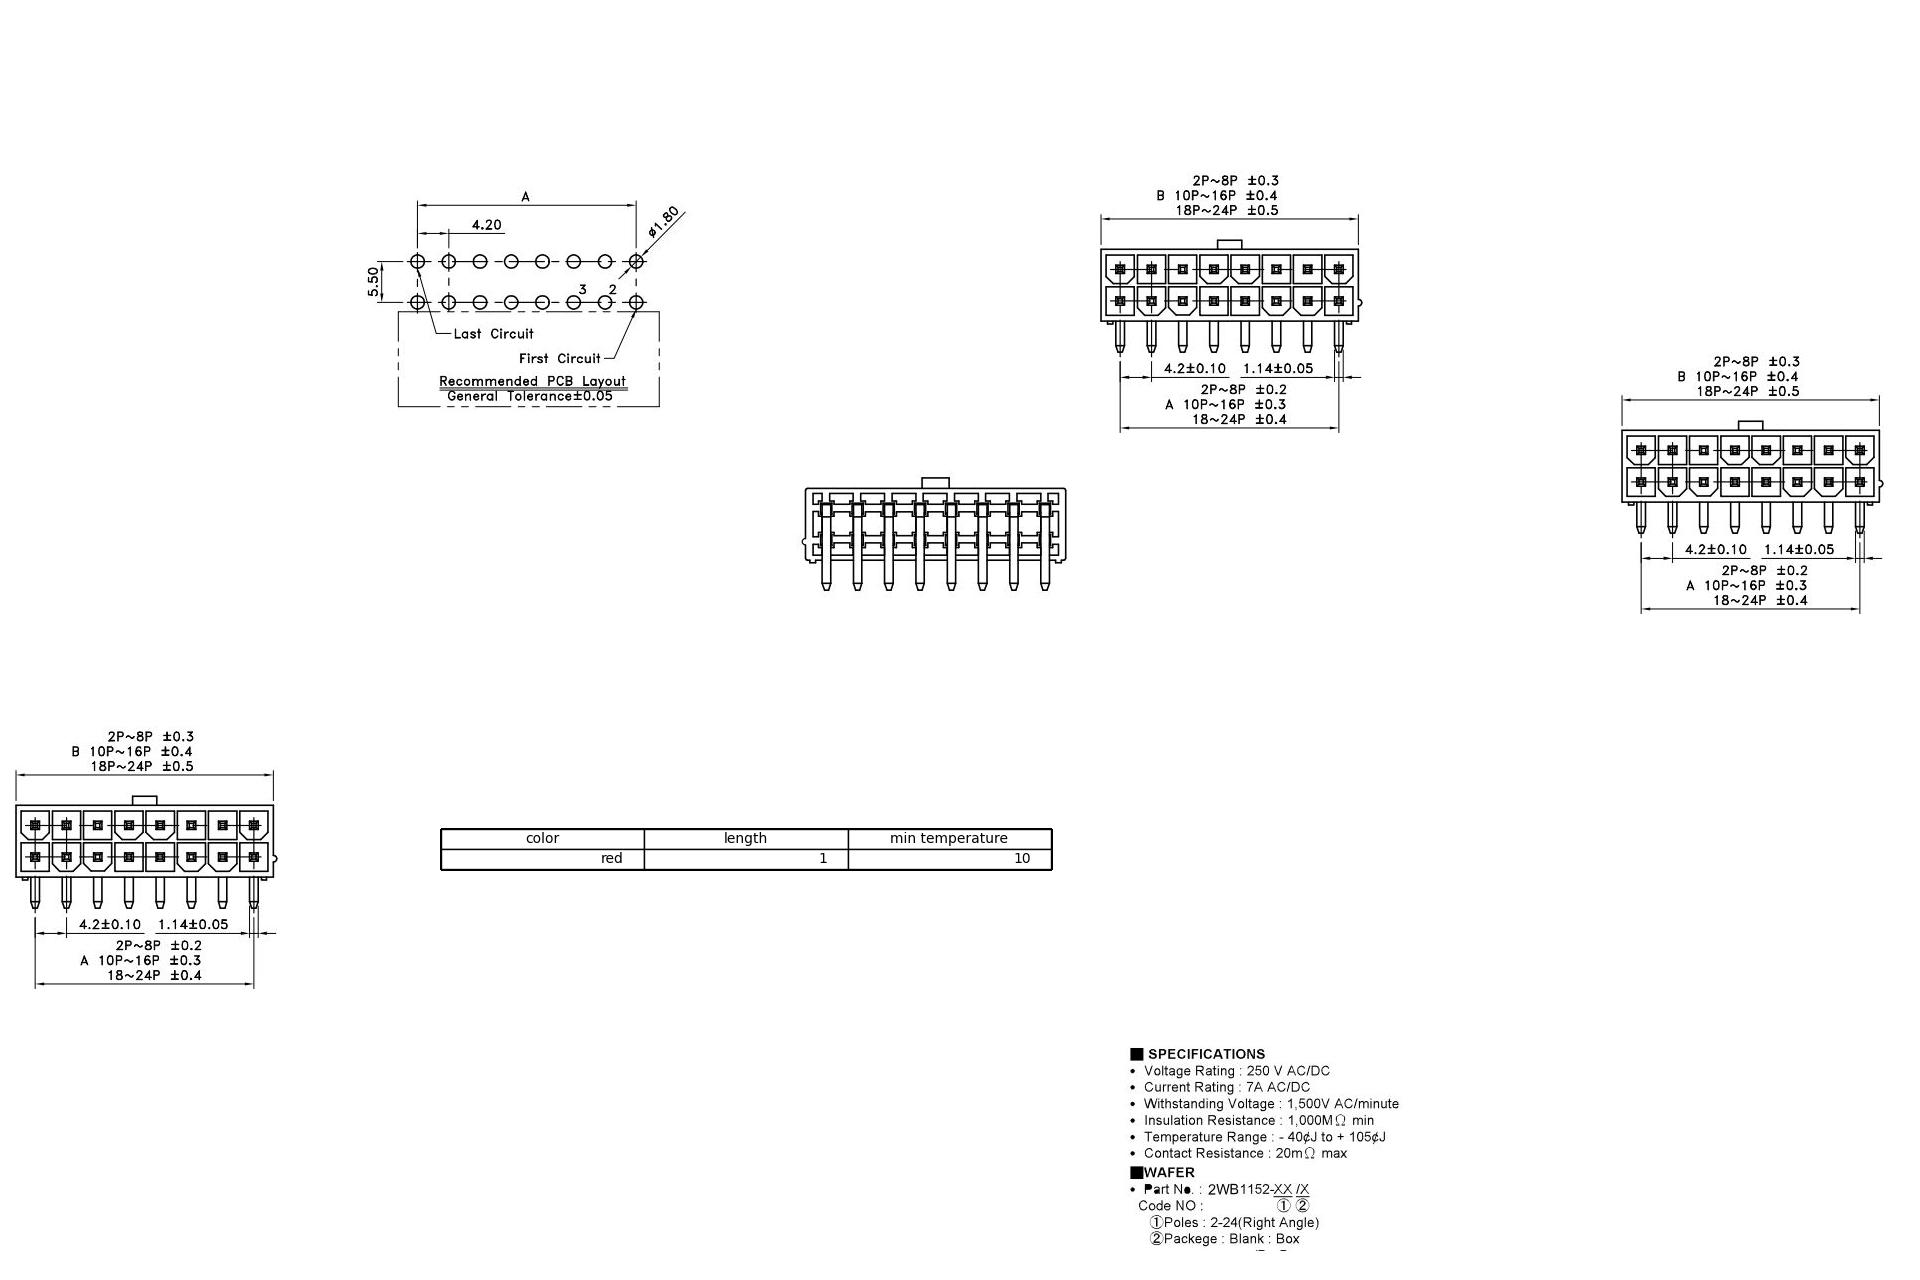 A
4.20
ø1.80
5.50
3 2
Last Circuit
First Circuit
Recommended PCB Layout
General Tolerance±0.05
2P~8P ±0.3
B 10P~16P ±0.4
18P~24P ±0.5
4.2±0.10 1.14±0.05
2P~8P ±0.2
A 10P~16P ±0.3
18~24P ±0.4
2P~8P ±0.3
B 10P~16P ±0.4
18P~24P ±0.5
4.2±0.10 1.14±0.05
2P~8P ±0.2
A 10P~16P ±0.3
18~24P ±0.4
2P~8P ±0.3
B 10P~16P ±0.4
18P~24P ±0.5
4.2±0.10 1.14±0.05
2P~8P ±0.2
A 10P~16P ±0.3
18~24P ±0.4
color length min temperature
red 1 10
■ SPECIFICATIONS
• Voltage Rating : 250 V AC/DC
• Current Rating : 7A AC/DC
• Withstanding Voltage : 1,500V AC/minute
• Insulation Resistance : 1,000MΩ min
• Temperature Range : - 40¢J to + 105¢J
• Contact Resistance : 20mΩ max
■WAFER
• Part No. : 2WB1152-XX /X
Code NO : ① ②
①Poles : 2-24(Right Angle)
②Packege : Blank : Box